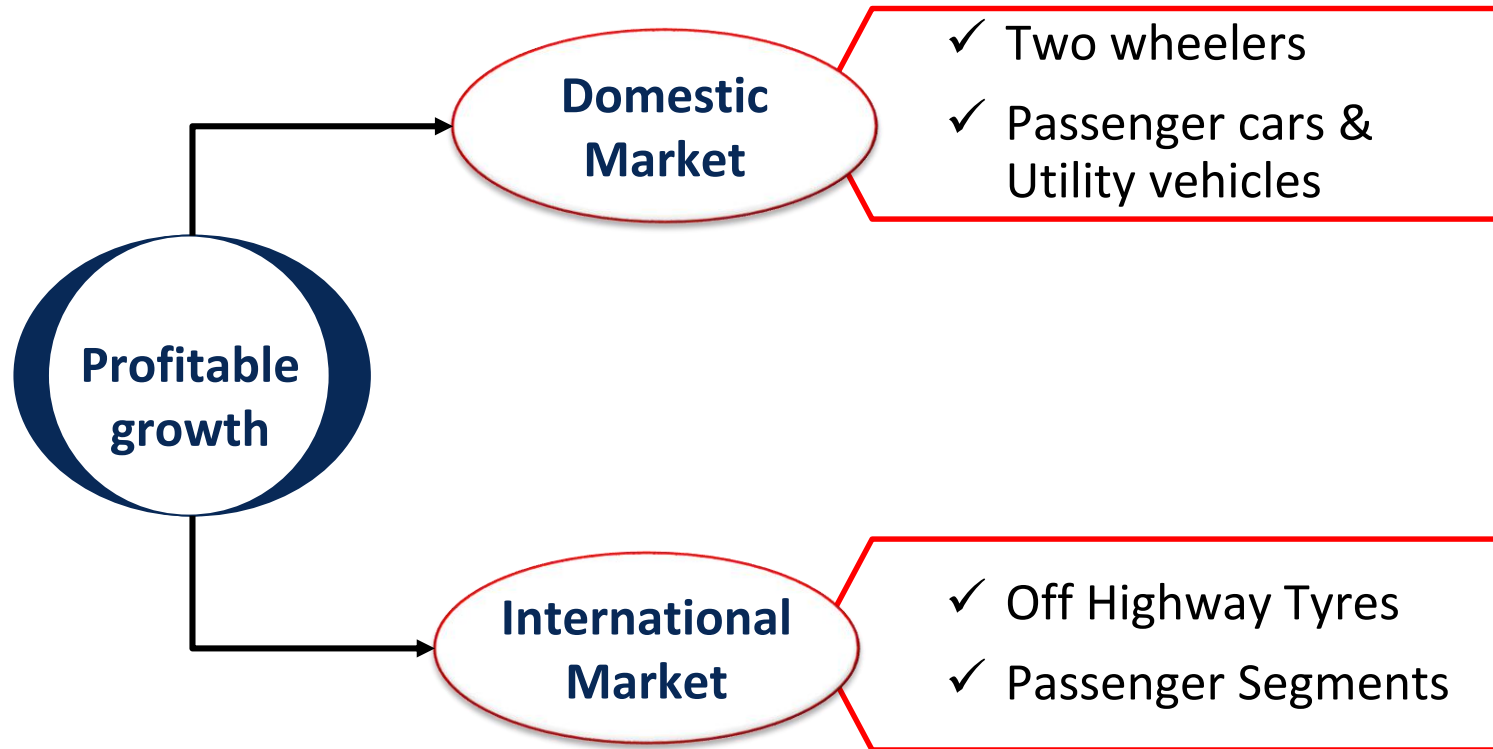 Profitable
growth
Domestic
Market
✓ Two wheelers
✓ Passenger cars &
Utility vehicles
International
Market
✓ Off Highway Tyres
✓ Passenger Segments